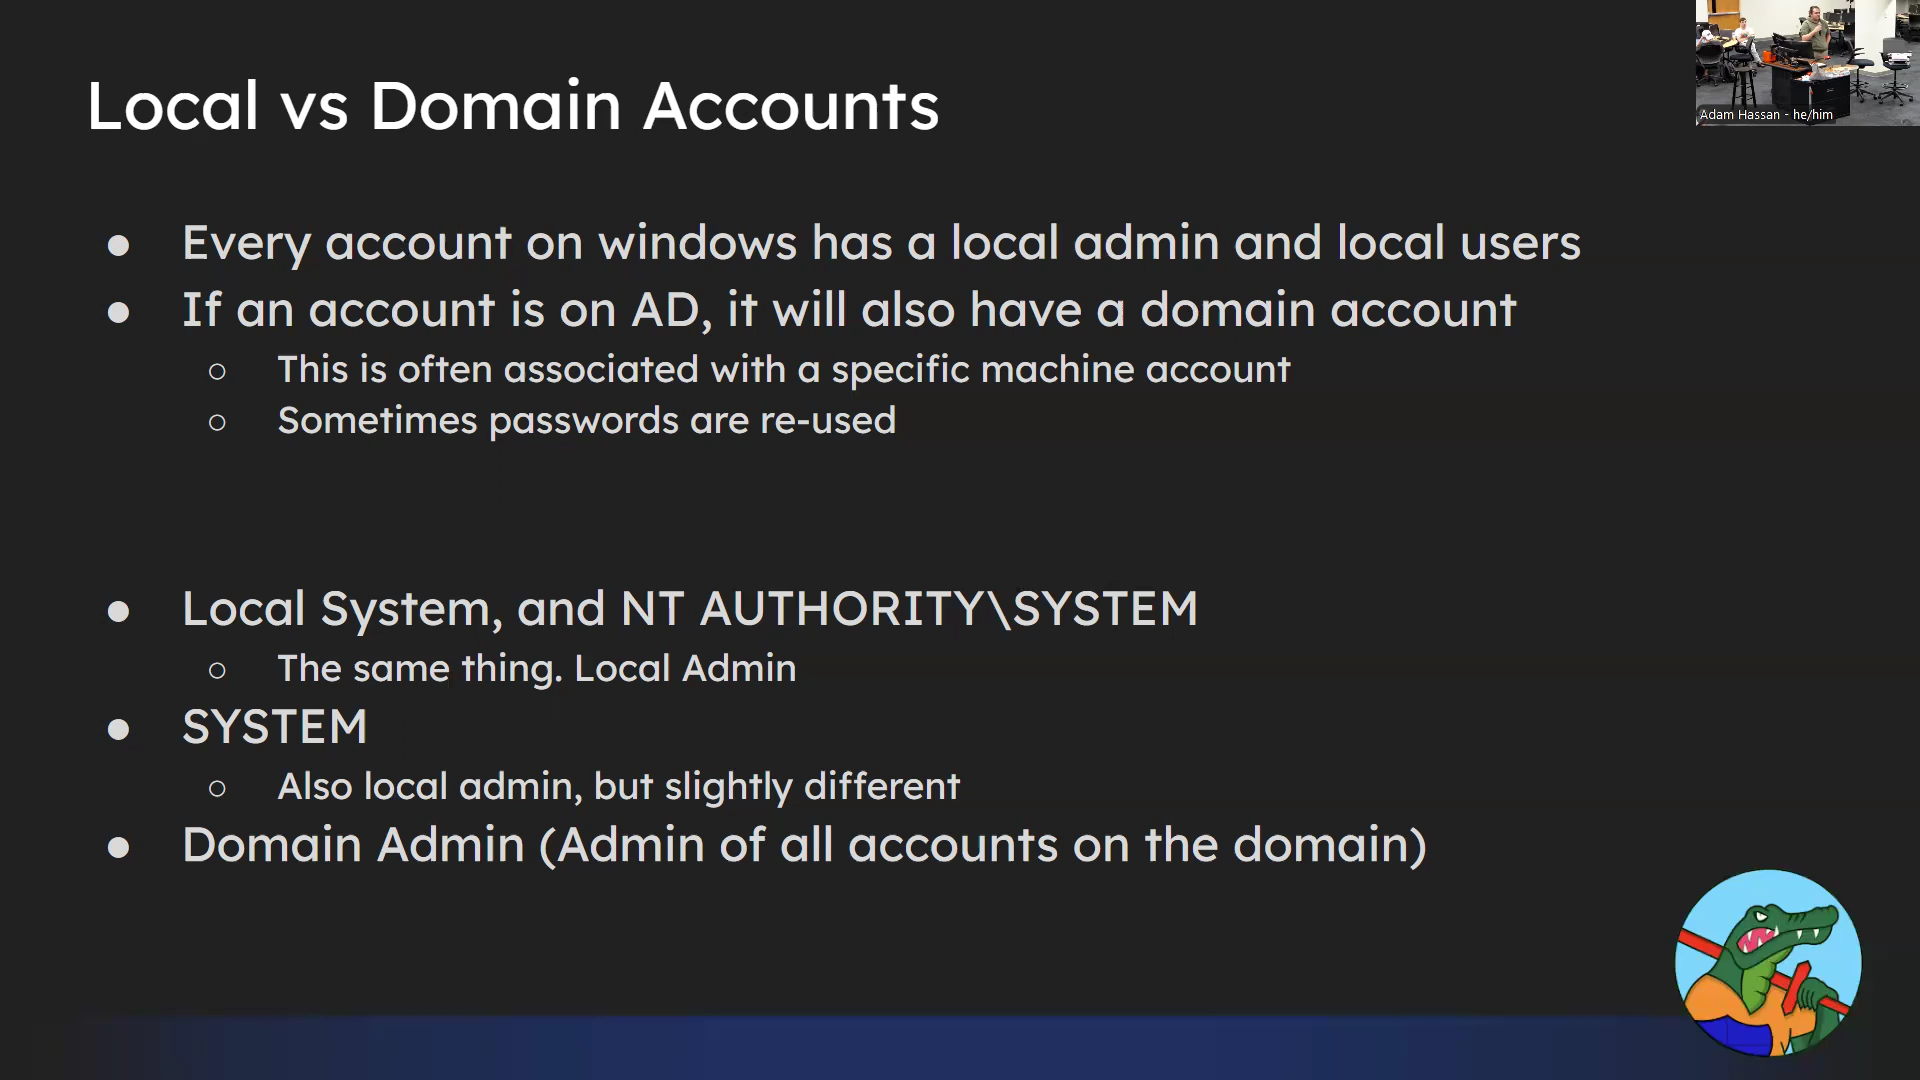 Local vs Domain Accounts
Adam Hassan - he/him
● Every account on windows has a local admin and local users
● If an account is on AD, it will also have a domain account
○ This is often associated with a specific machine account
○ Sometimes passwords are re-used
● Local System, and NT AUTHORITY\SYSTEM
○ The same thing. Local Admin
● SYSTEM
○ Also local admin, but slightly different
● Domain Admin (Admin of all accounts on the domain)